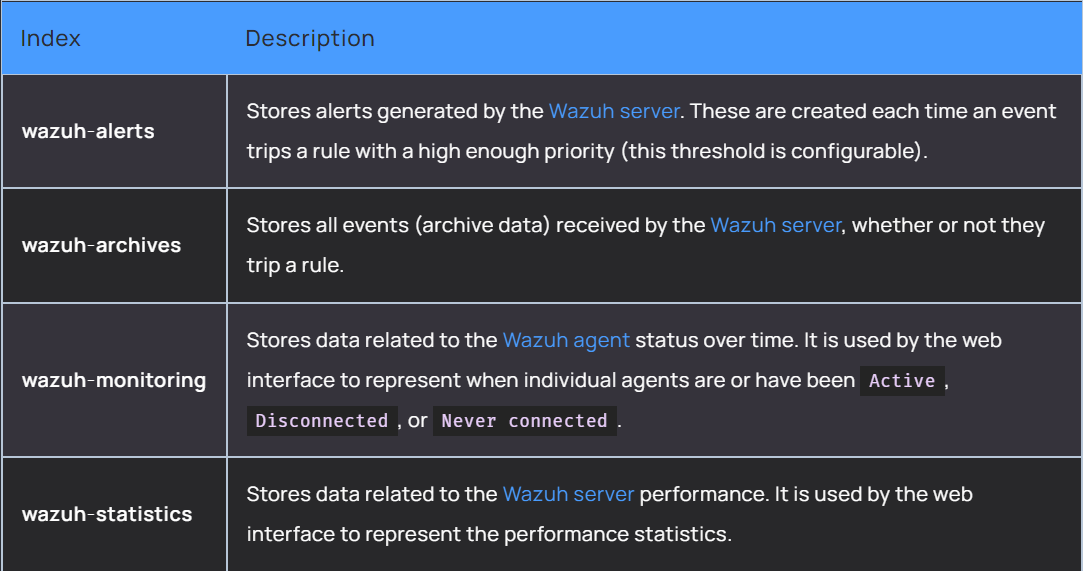 Index Description
wazuh-alerts
Stores alerts generated by the Wazuh server. These are created each time an event
trips a rule with a high enough priority (this threshold is configurable).
wazuh-archives
Stores all events (archive data) received by the Wazuh server, whether or not they
trip a rule.
wazuh-monitoring
Stores data related to the Wazuh agent status over time. It is used by the web
interface to represent when individual agents are or have been Active,
Disconnected, or Never connected.
wazuh-statistics
Stores data related to the Wazuh server performance. It is used by the web
interface to represent the performance statistics.